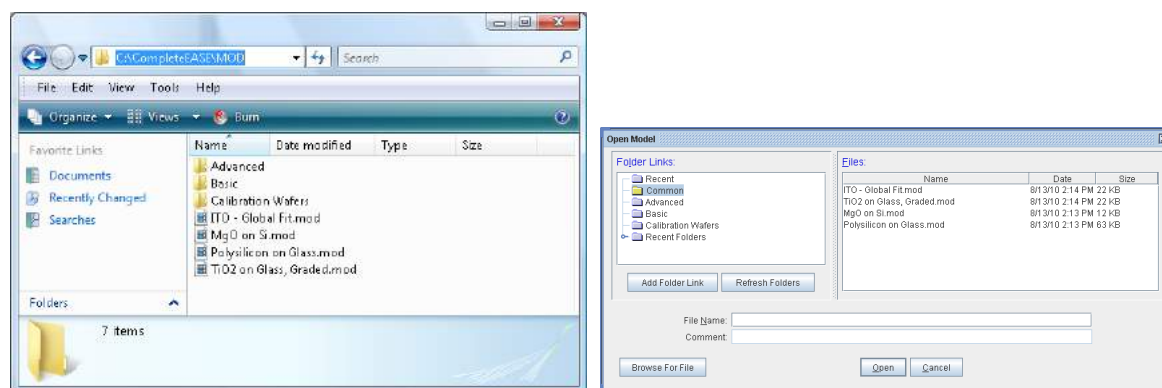 C:\CompleteEASE\MOD
Search
File Edit View Tools Help
Organize Views Burn
Favorite Links
Documents
Recently Changed
Searches
Folders
Name Date modified Type Size
Advanced
Basic
Calibration Wafers
ITO - Global Fit.mod
MgO on Si.mod
Polysilicon on Glass.mod
TiO2 on Glass, Graded.mod
7 items
Open Model
Folder Links:
Recent
Common
Advanced
Basic
Calibration Wafers
Recent Folders
Add Folder Link Refresh Folders
Files:
Name Date Size
ITO - Global Fit.mod 8/13/10 2:14 PM 22 KB
TiO2 on Glass, Graded.mod 8/13/10 2:14 PM 22 KB
MgO on Si.mod 8/13/10 2:13 PM 12 KB
Polysilicon on Glass.mod 8/13/10 2:13 PM 63 KB
File Name:
Comment:
Browse For File Open Cancel